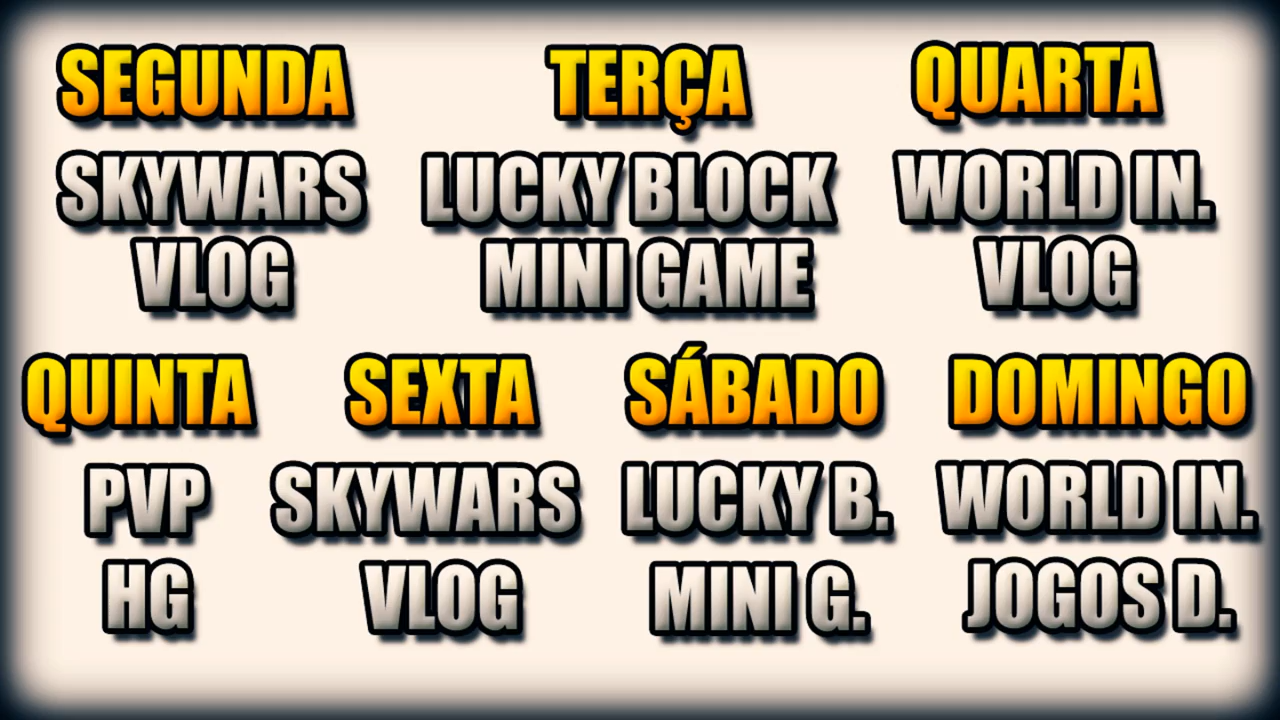 SEGUNDA TERÇA QUARTA
SKYWARS LUCKY BLOCK WORLD IN.
VLOG MINI GAME VLOG
QUINTA SEXTA SÁBADO DOMINGO
PVP SKYWARS LUCKY B. WORLD IN.
HG VLOG MINI G. JOGOS D.